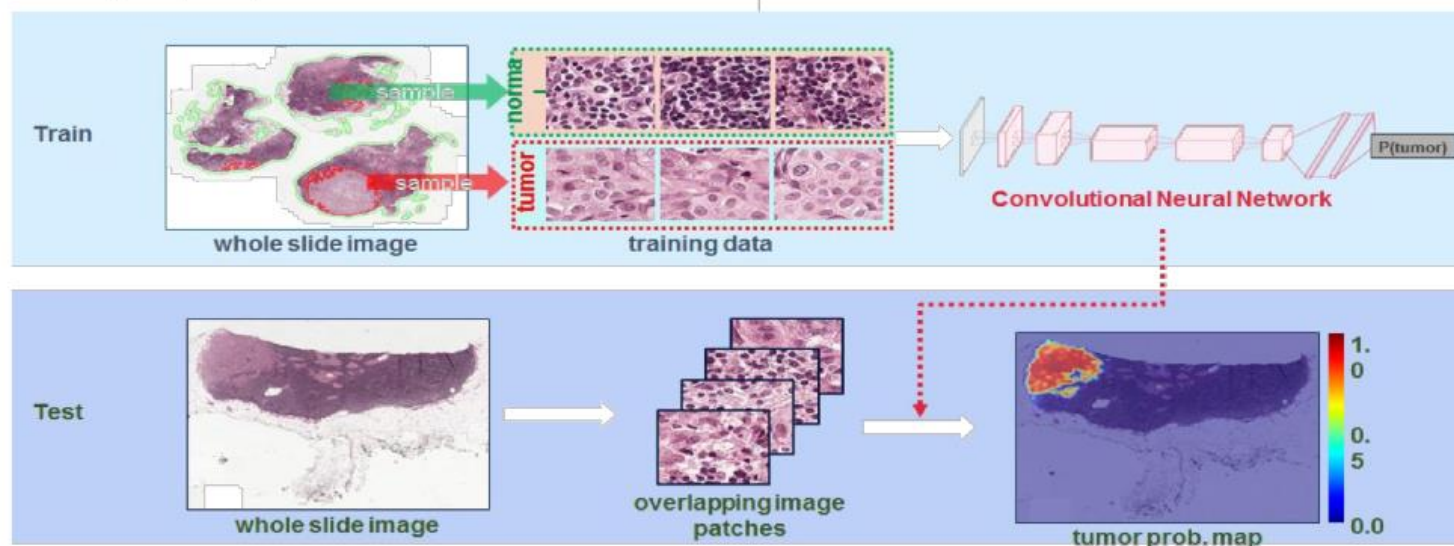 Train
sample
sample
norma
l
tumor
P(tumor)
Convolutional Neural Network
whole slide image
training data
Test
1.
0
0.
5
0.0
whole slide image
overlapping image
patches
tumor prob. map